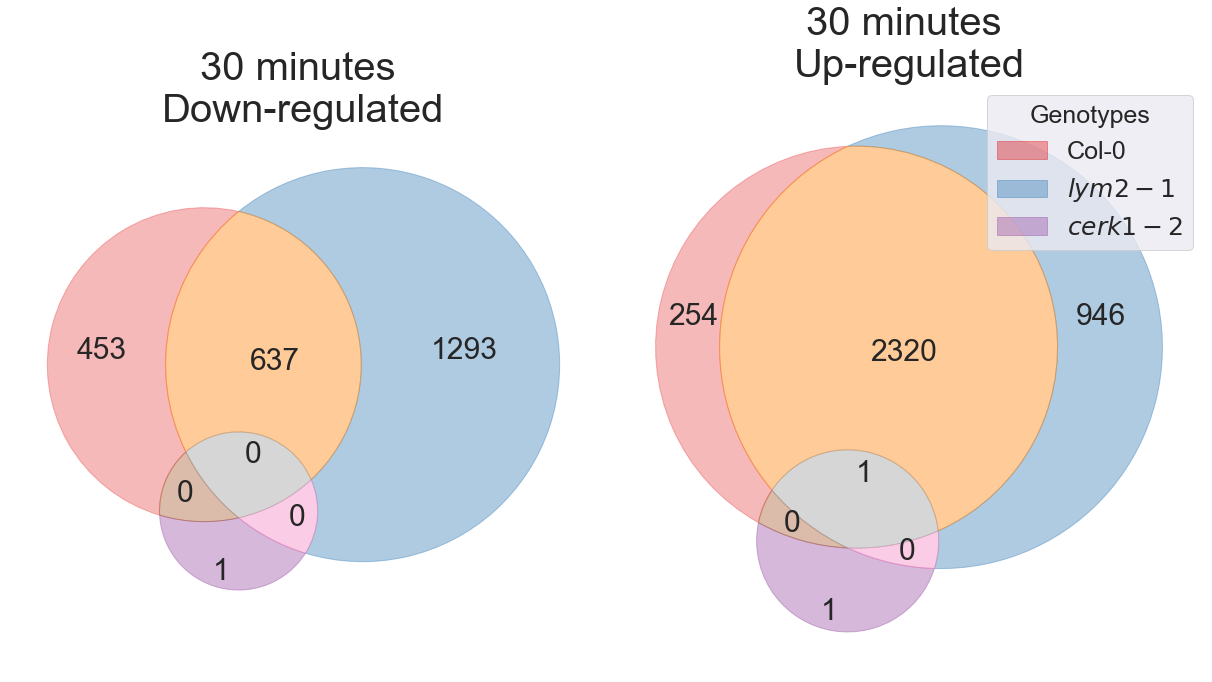 30 minutes
Down-regulated
453
637
1293
0
0
0
1
30 minutes
Up-regulated
Genotypes
Col-0
lym2 − 1
cerk1 − 2
254
2320
946
1
0
0
1